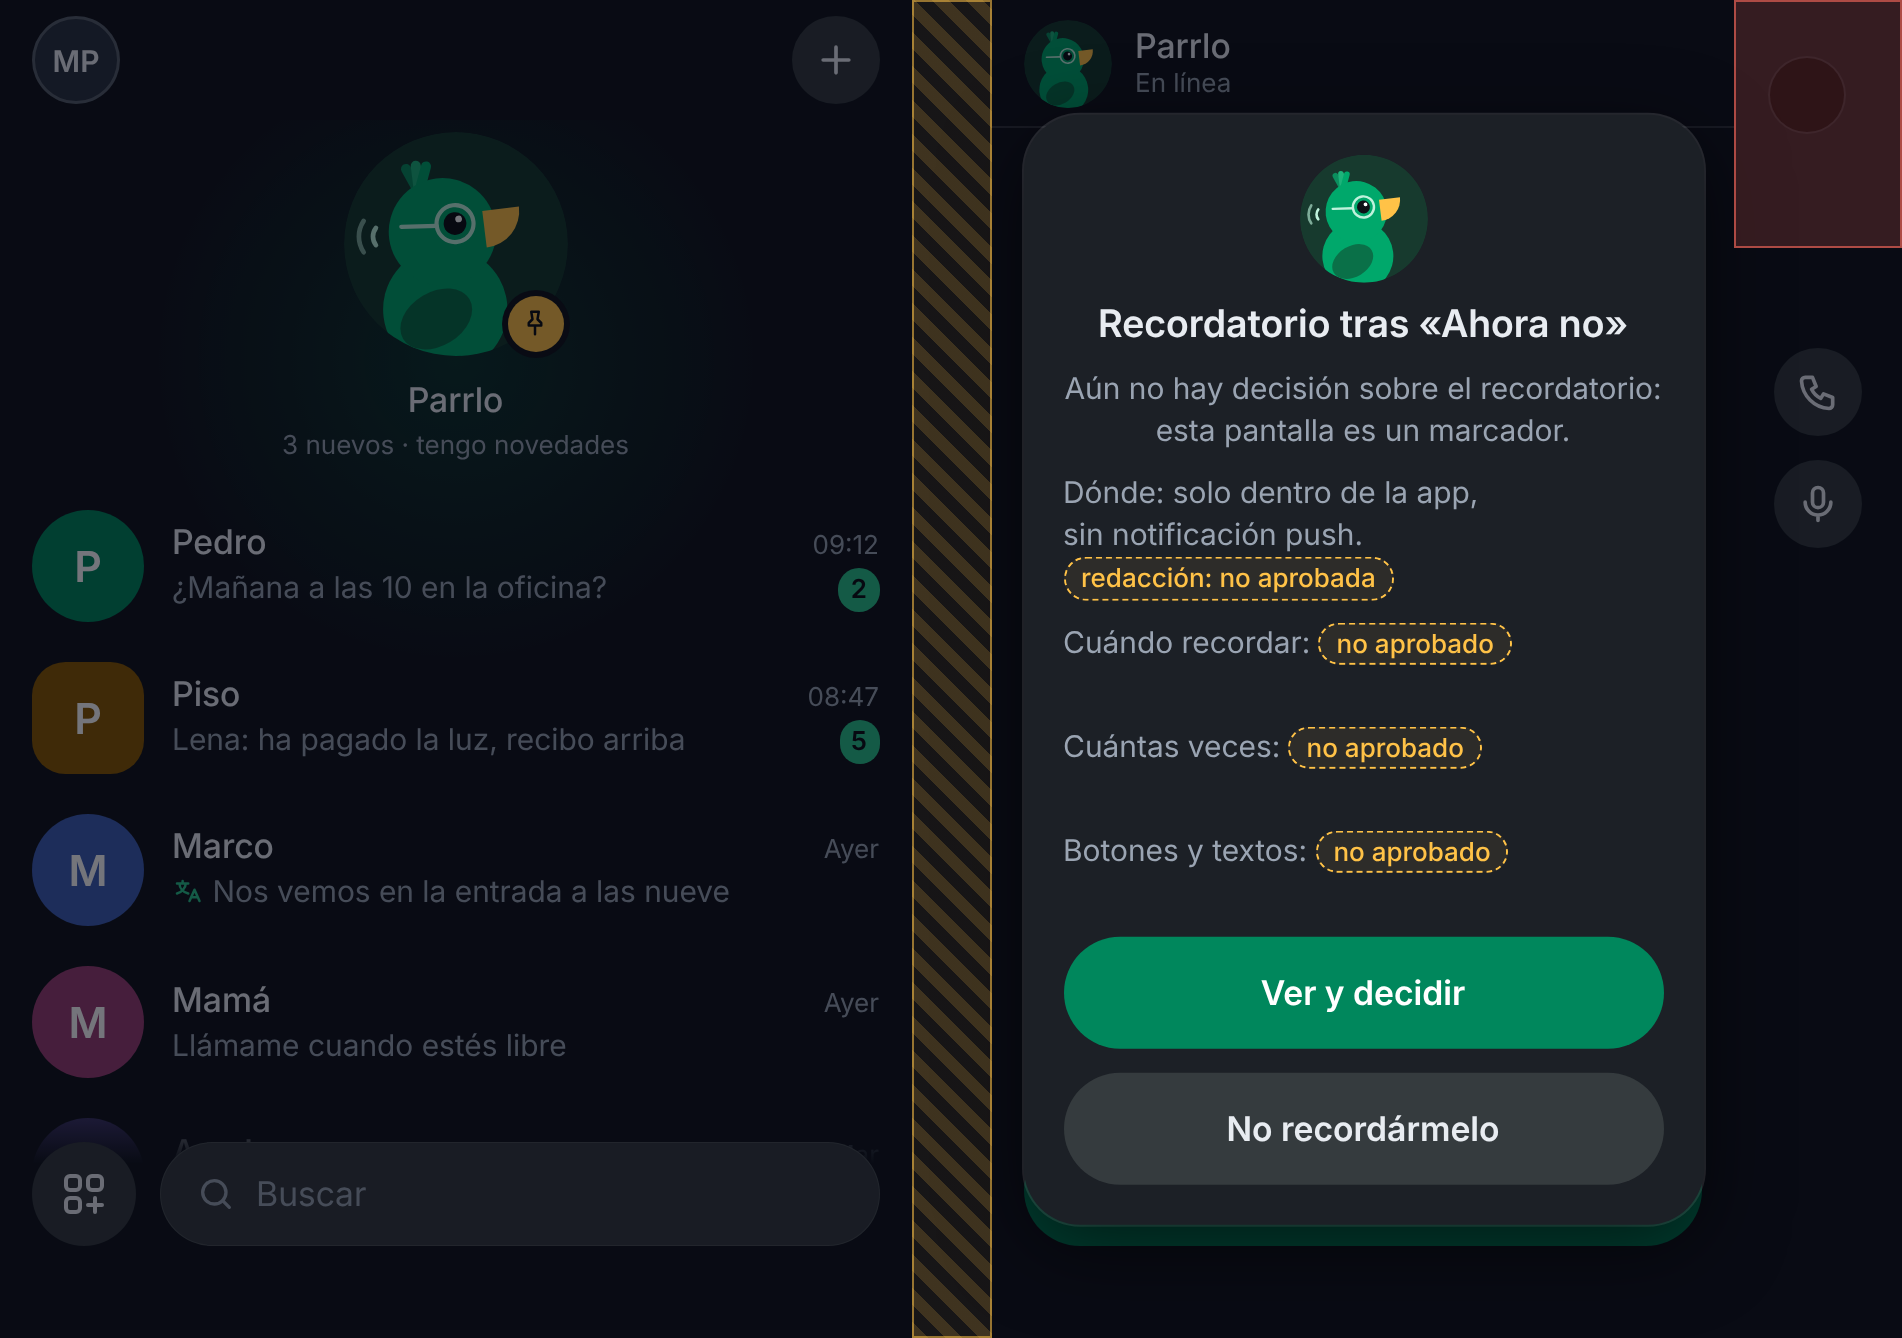 MP
Parrlo
3 nuevos · tengo novedades
P
Pedro
09:12
¿Mañana a las 10 en la oficina?
2
P
Piso
08:47
Lena: ha pagado la luz, recibo arriba
5
M
Marco
Ayer
Nos vemos en la entrada a las nueve
M
Mamá
Ayer
Llámame cuando estés libre
Buscar
Parrlo
En línea
Recordatorio tras «Ahora no»
Aún no hay decisión sobre el recordatorio:
esta pantalla es un marcador.
Dónde: solo dentro de la app,
sin notificación push.
redacción: no aprobada
Cuándo recordar: no aprobado
Cuántas veces: no aprobado
Botones y textos: no aprobado
Ver y decidir
No recordármelo